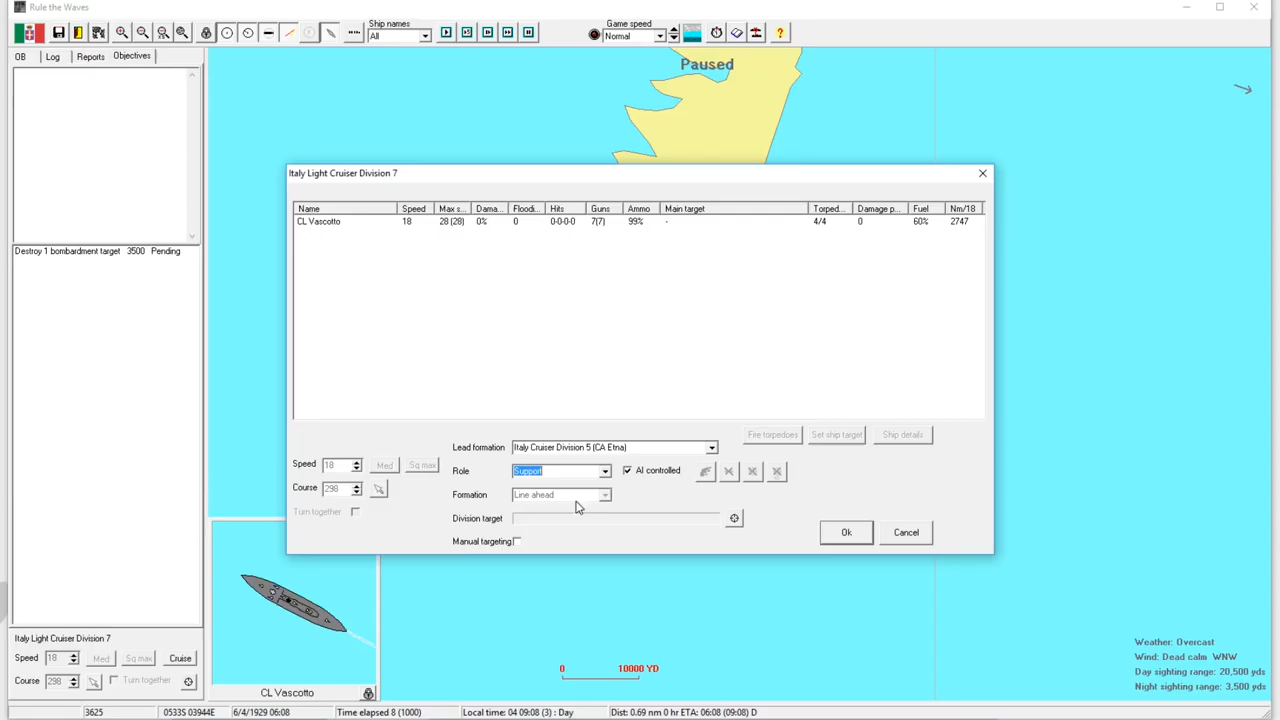 Rule the Waves
Ship names
All
Game speed
Normal
OB Log Reports Objectives
Paused
Destroy 1 bombardment target 3500 Pending
Italy Light Cruiser Division 7
Name Speed Max s... Dama... Floodi... Hits Guns Ammo Main target Torped... Damage p... Fuel Nm/18
CL Vascotto 18 28 (28) 0% 0 0-0-0-0 7(7) 99% - 4/4 0 60% 2747
Lead formation Italy Cruiser Division 5 (CA Etna)
Fire torpedoes Set ship target Ship details
Speed 18 Med Sq max
Role Support AI controlled
Course 298
Formation Line ahead
Turn together
Division target
Manual targeting
Ok Cancel
Italy Light Cruiser Division 7
Speed 18 Med Sq max Cruise
Course 298 Turn together
CL Vascotto
0 10000 YD
Weather: Overcast
Wind: Dead calm WNW
Day sighting range: 20,500 yds
Night sighting range: 3,500 yds
3625 0533S 03944E 6/4/1929 06:08 Time elapsed 8 (1000) Local time: 04 09:08 (3) : Day Dist: 0.69 nm 0 hr ETA: 06:08 (09:08) D